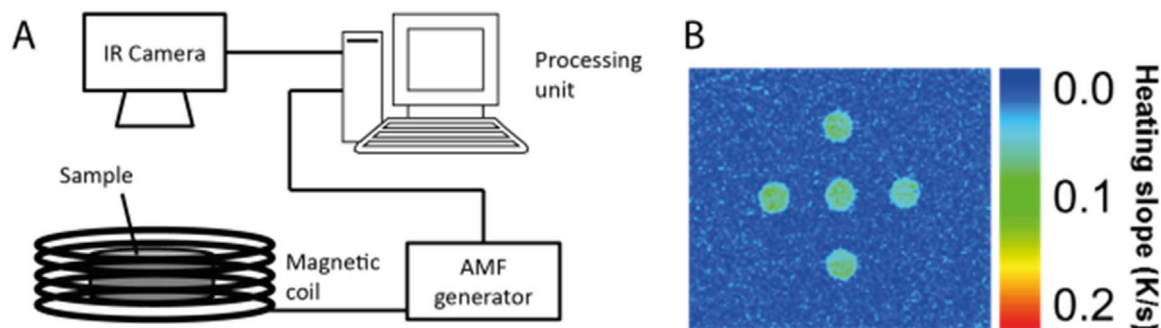 A
IR Camera
Processing
unit
Sample
Magnetic
coil
AMF
generator
B
0.0
0.1
0.2
Heating slope (K/s)